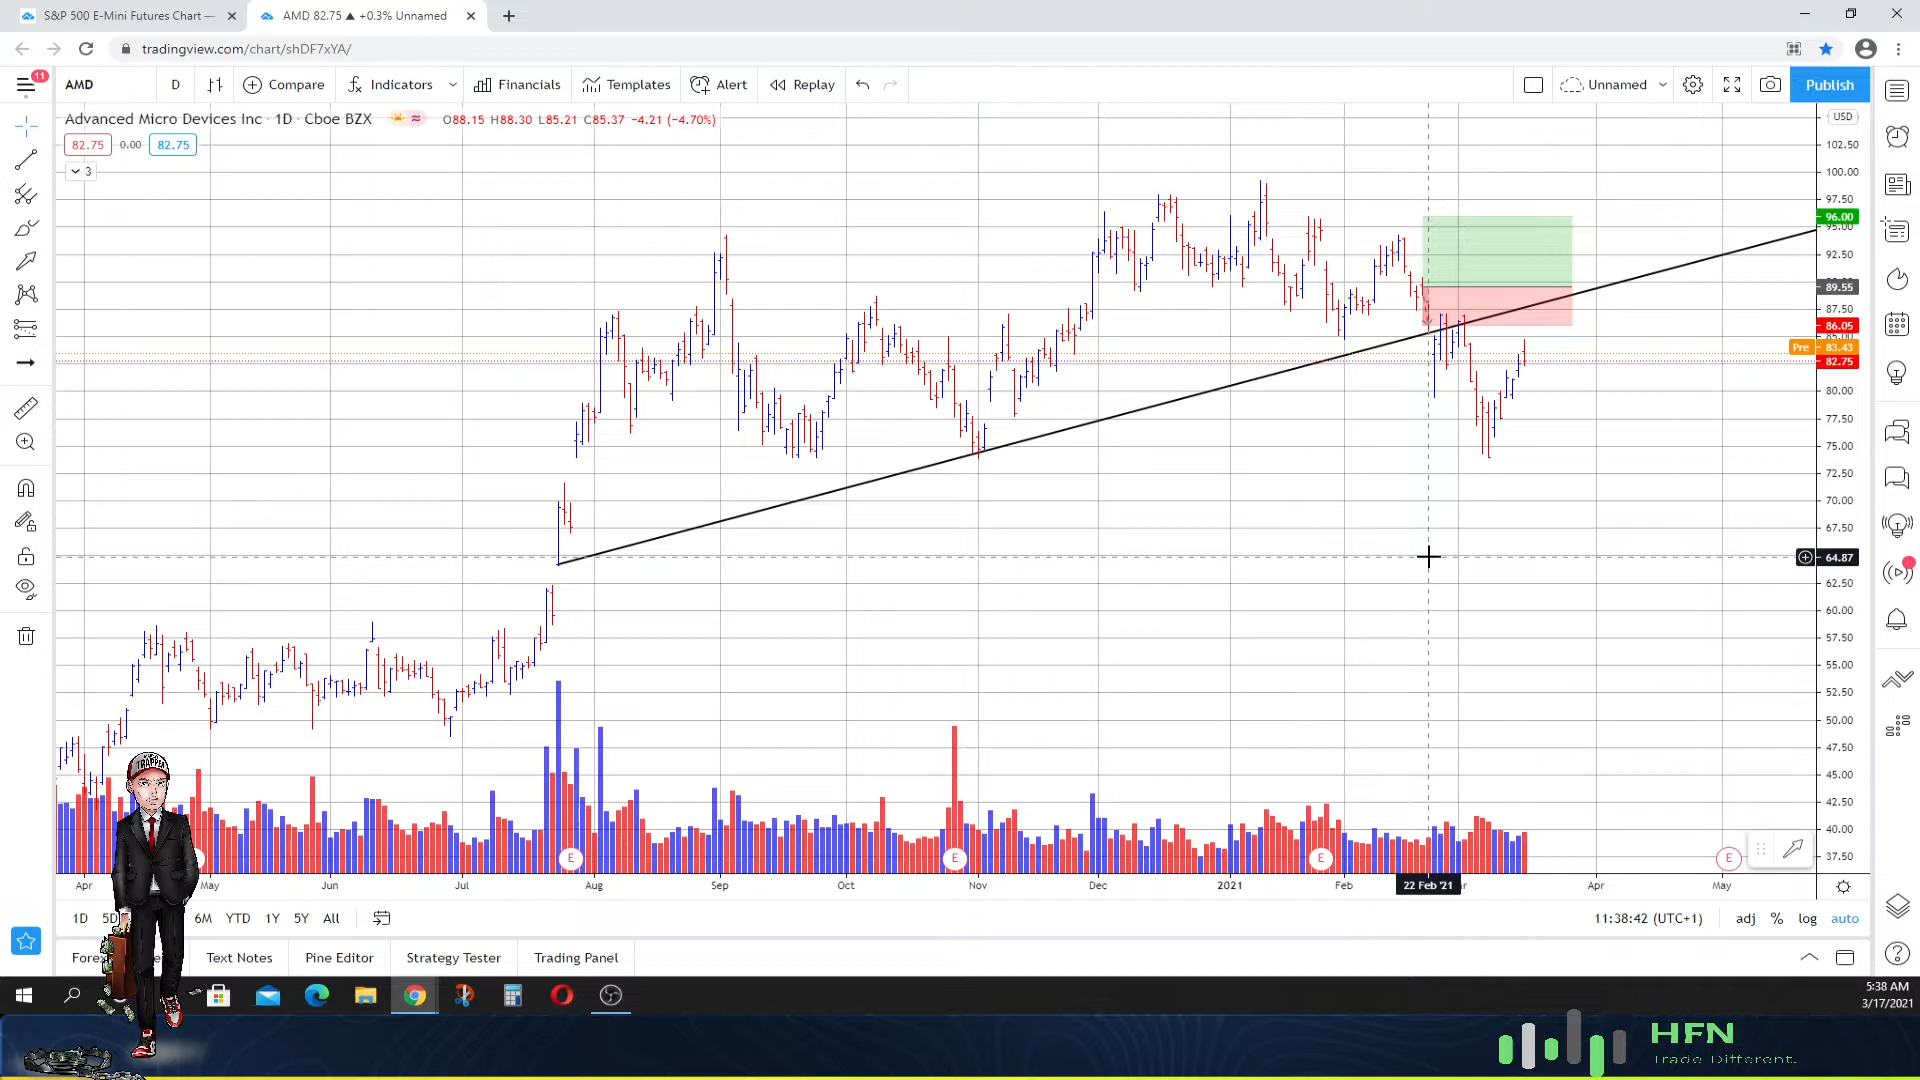 S&P 500 E-Mini Futures Chart —
AMD 82.75 ▲ +0.3% Unnamed
tradingview.com/chart/shDF7xYA/
11
AMD D Compare Indicators Financials Templates Alert Replay Unnamed Publish
Advanced Micro Devices Inc · 1D · Cboe BZX O88.15 H88.30 L85.21 C85.37 −4.21 (−4.70%)
USD
82.75 0.00 82.75
3
102.50
100.00
97.50
96.00
95.00
92.50
89.55
87.50
86.05
Pre 83.43
82.75
80.00
77.50
75.00
72.50
70.00
67.50
64.87
62.50
60.00
57.50
55.00
52.50
50.00
47.50
45.00
42.50
40.00
37.50
TRAPPER
E E E E
Apr May Jun Jul Aug Sep Oct Nov Dec 2021 Feb 22 Feb '21 Apr May
1D 6M YTD 1Y 5Y All 11:38:42 (UTC+1) adj % log auto
Text Notes Pine Editor Strategy Tester Trading Panel
5:38 AM
3/17/2021
HFN
Trade Different.